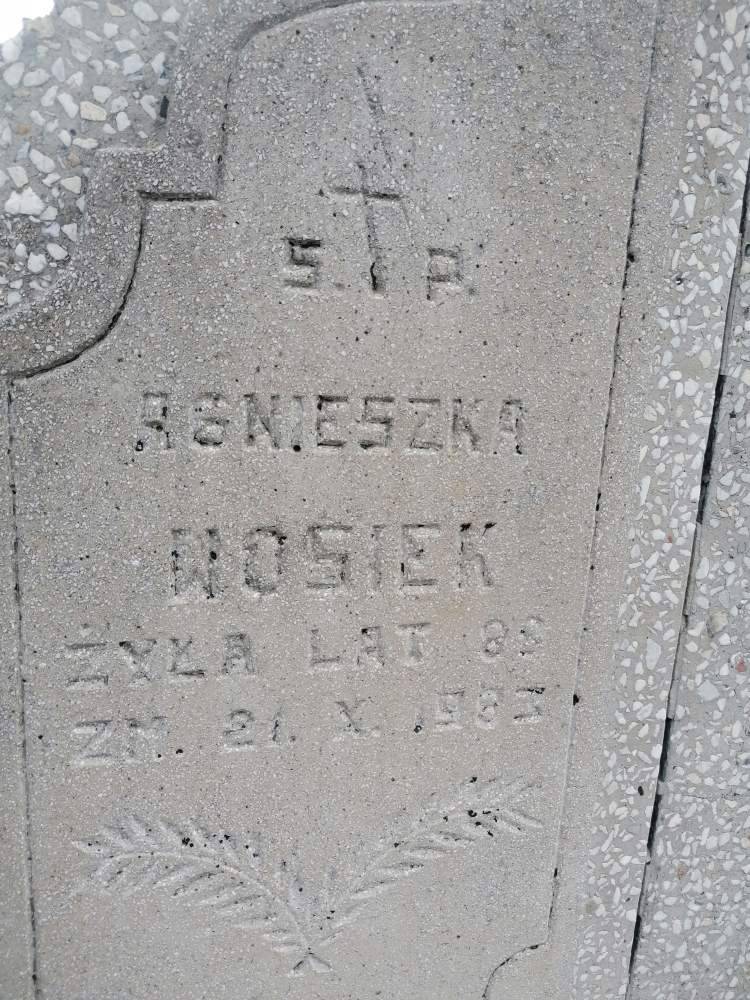 S. † P.
AGNIESZKA
WOSIEK
ŻYŁA LAT
ZM. 21. X.